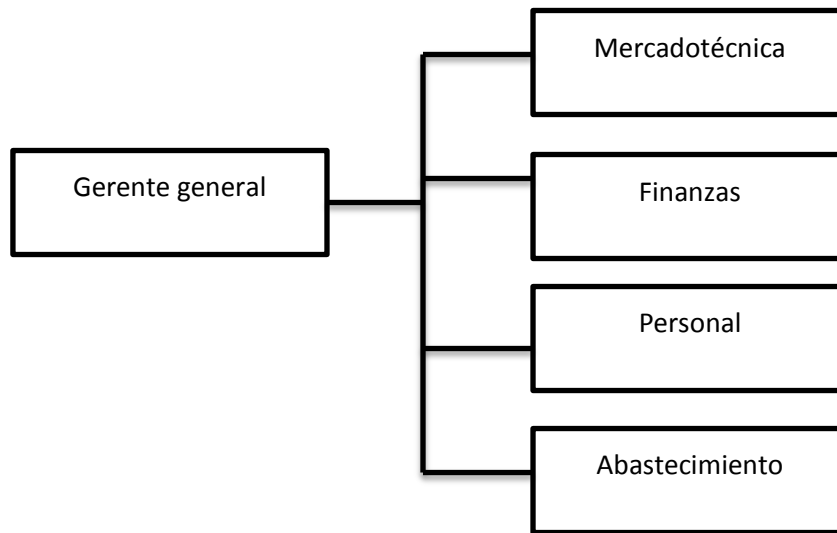 Mercadotécnica
Gerente general
Finanzas
Personal
Abastecimiento